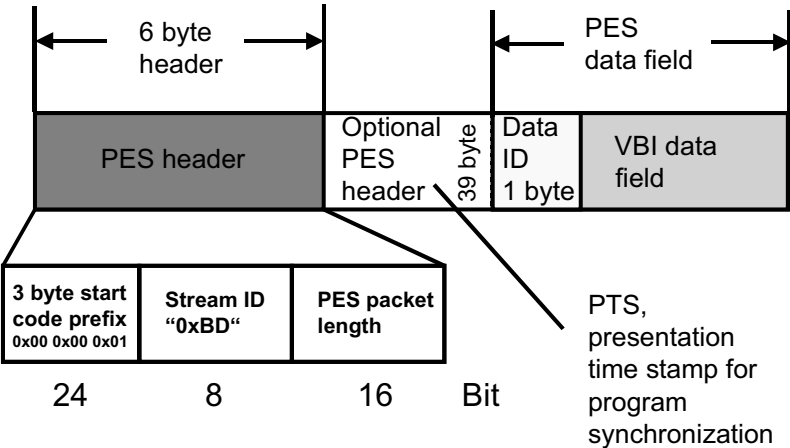 6 byte
header
PES
data field
PES header
Optional
PES
header
39 byte
Data
ID
1 byte
VBI data
field
3 byte start
code prefix
0x00 0x00 0x01
Stream ID
“0xBD“
PES packet
length
24
8
16
Bit
PTS,
presentation
time stamp for
program
synchronization